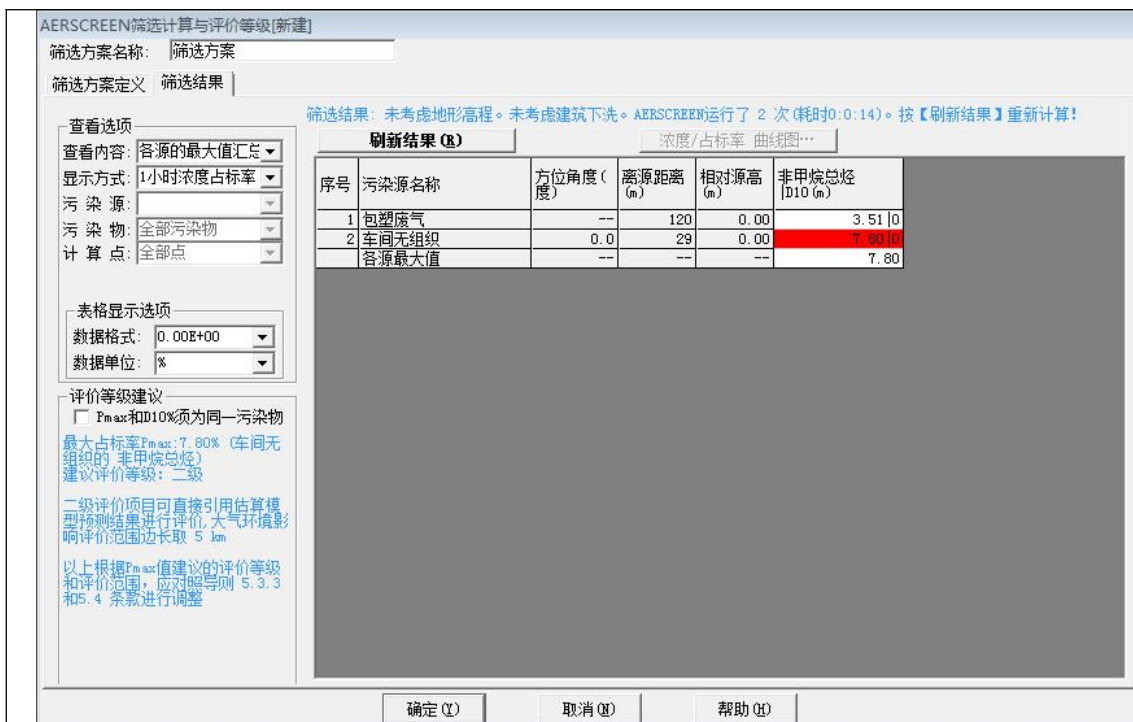 AERSCREEN筛选计算与评价等级[新建]
筛选方案名称: 筛选方案
筛选方案定义 筛选结果
筛选结果: 未考虑地形高程。未考虑建筑下洗。AERSCREEN运行了 2 次(耗时0:0:14)。按【刷新结果】重新计算!
刷新结果(R) 浓度/占标率 曲线图…
查看选项
查看内容: 各源的最大值汇总
显示方式: 1小时浓度占标率
污 染 源:
污 染 物: 全部污染物
计 算 点: 全部点
序号 污染源名称 方位角度(度) 离源距离(m) 相对源高(m) 非甲烷总烃|D10(m)
1 包塑废气 -- 120 0.00 3.51|0
2 车间无组织 0.0 29 0.00 7.80|0
各源最大值 -- -- -- 7.80
表格显示选项
数据格式: 0.00E+00
数据单位: %
评价等级建议
Pmax和D10%须为同一污染物
最大占标率Pmax:7.80% (车间无
组织的 非甲烷总烃)
建议评价等级: 二级
二级评价项目可直接引用估算模
型预测结果进行评价,大气环境影
响评价范围边长取 5 km
以上根据Pmax值建议的评价等级
和评价范围,应对照导则 5.3.3
和5.4 条款进行调整
确定(Y) 取消(N) 帮助(H)